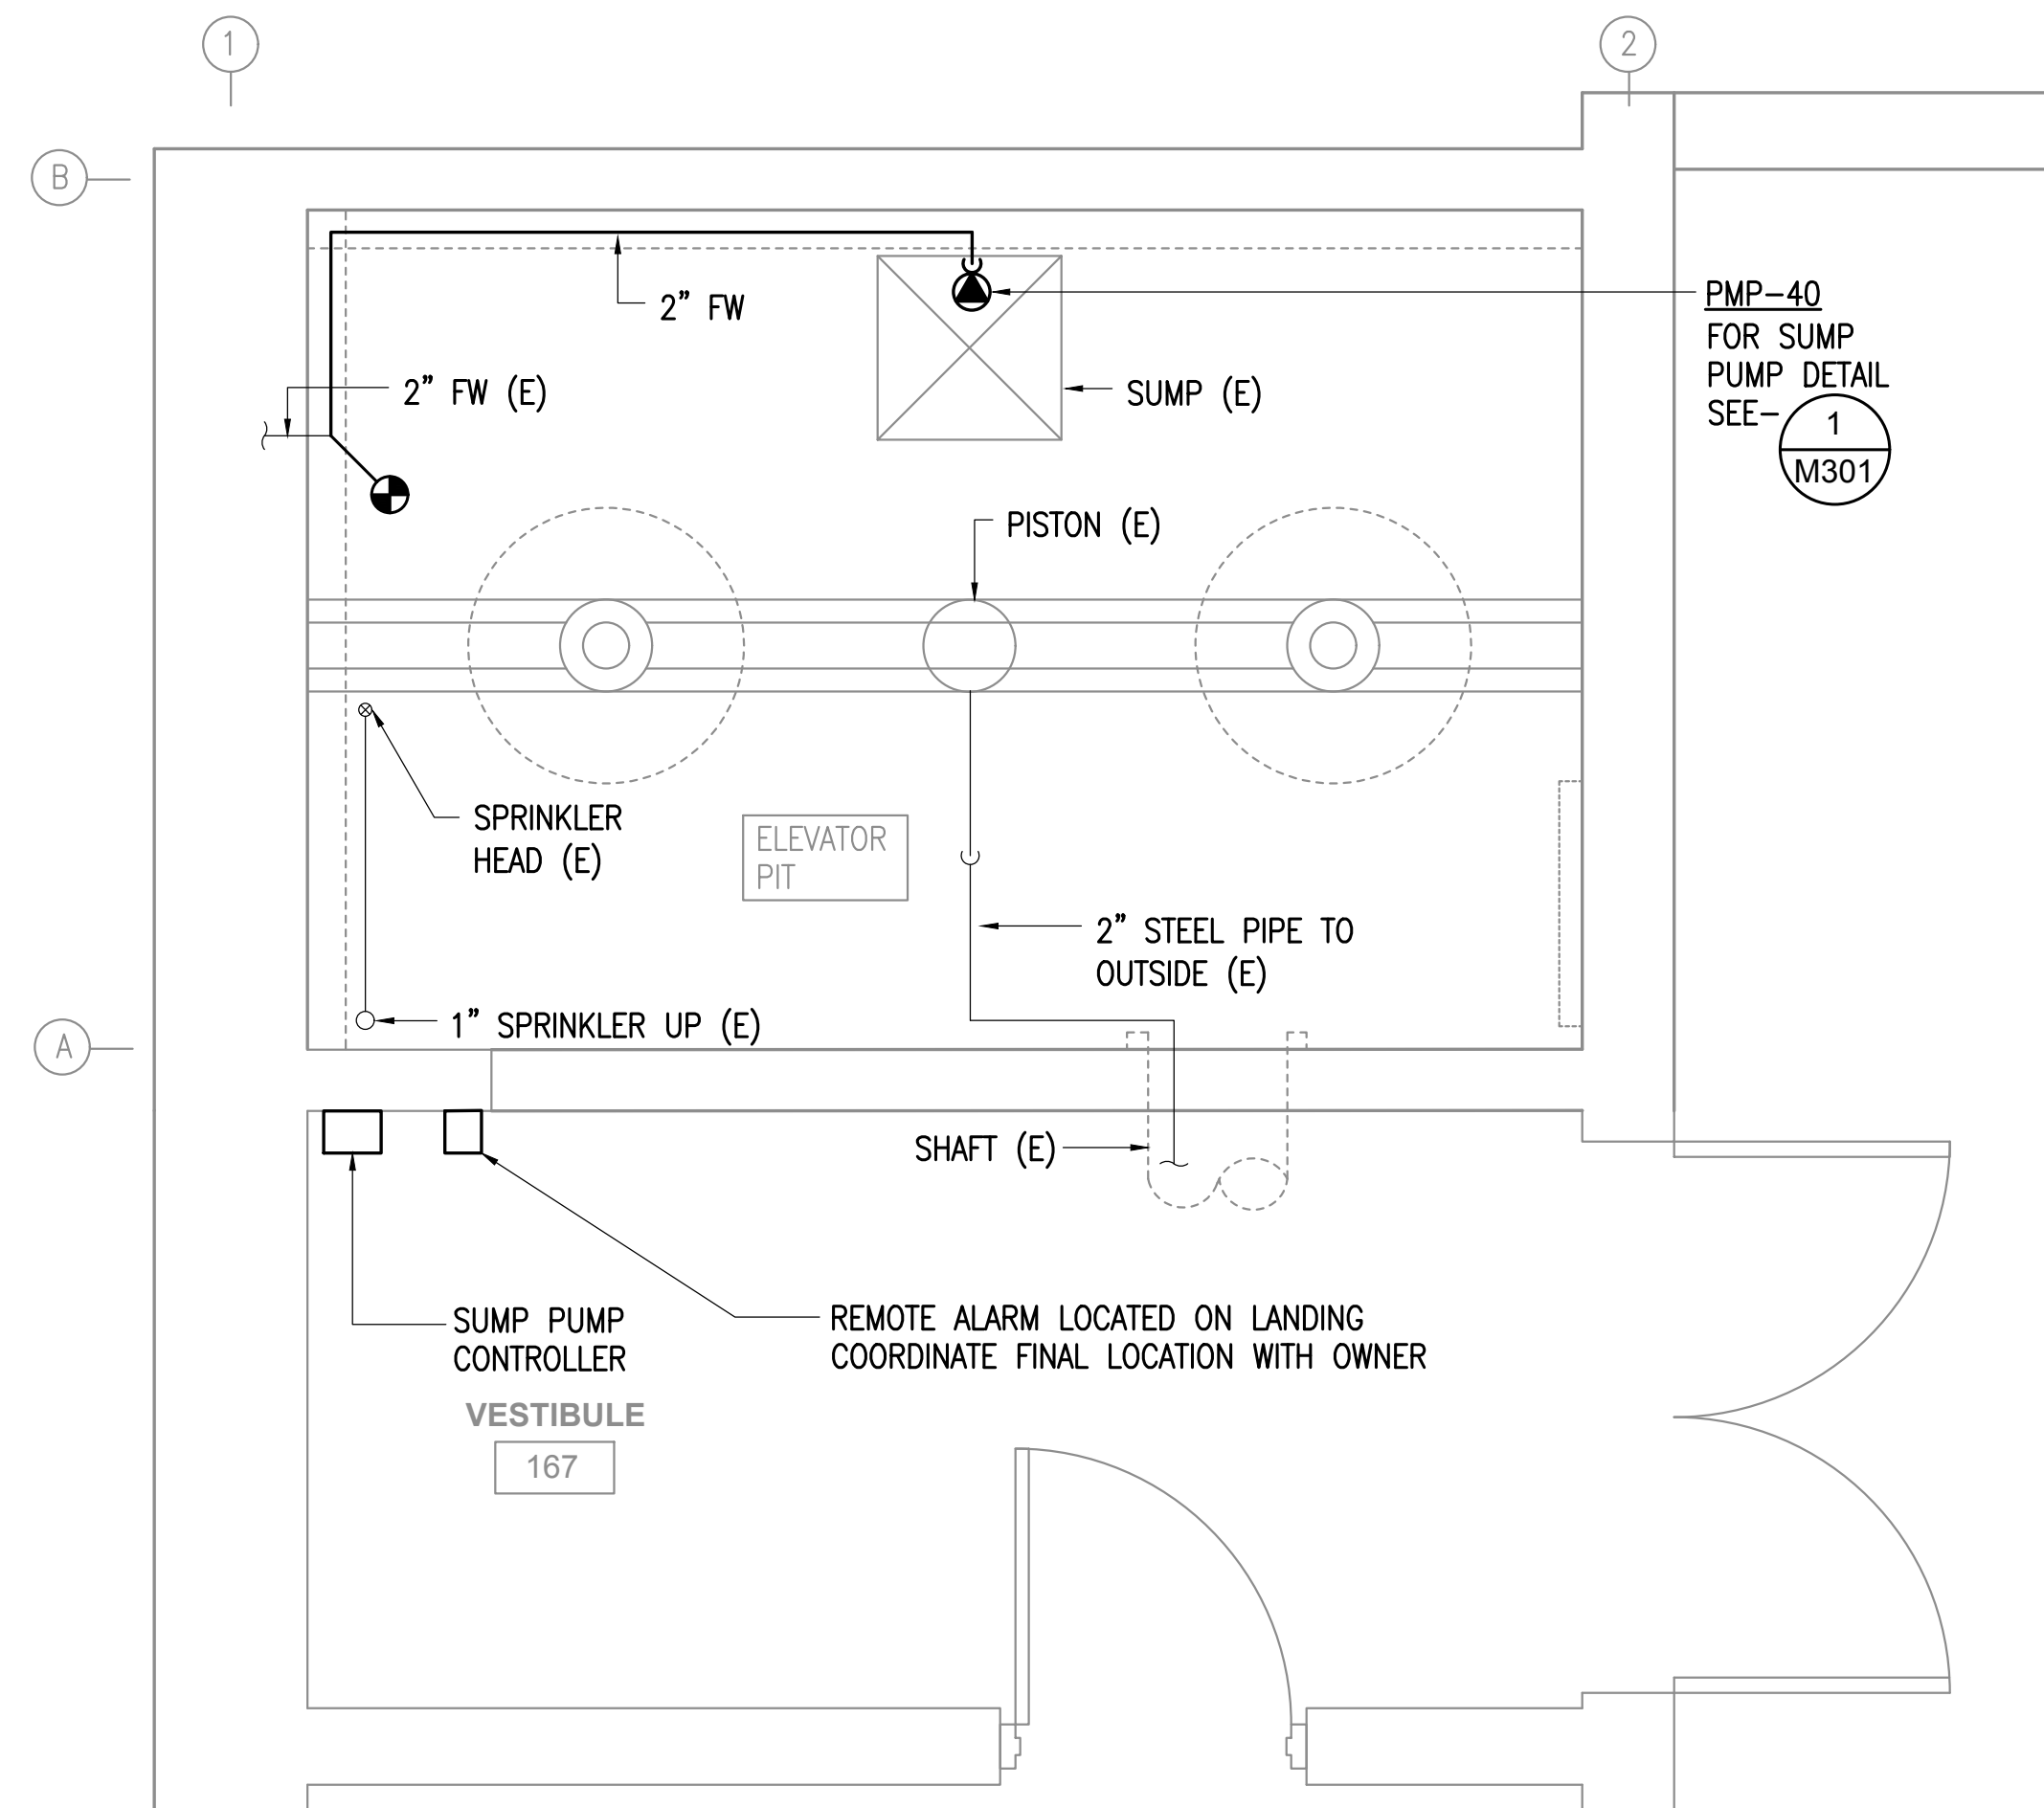 1
2
B
PMP-40
FOR SUMP
PUMP DETAIL
SEE-
1
M301
2” FW
2” FW (E)
SUMP (E)
PISTON (E)
SPRINKLER
HEAD (E)
ELEVATOR
PIT
2” STEEL PIPE TO
OUTSIDE (E)
1” SPRINKLER UP (E)
A
SHAFT (E)
SUMP PUMP
CONTROLLER
REMOTE ALARM LOCATED ON LANDING
COORDINATE FINAL LOCATION WITH OWNER
VESTIBULE
167